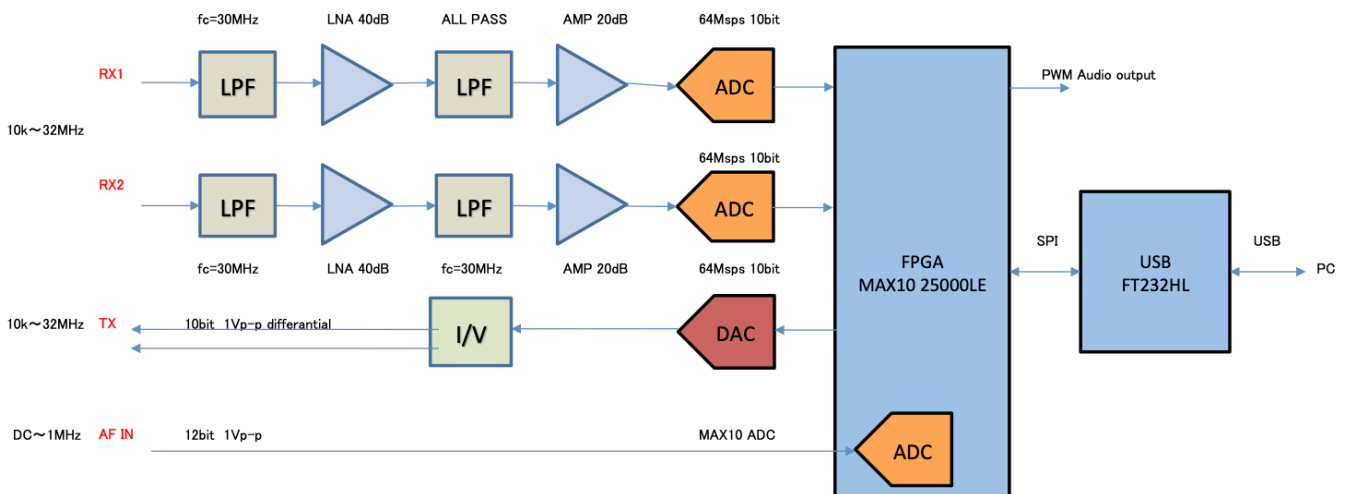 fc=30MHz LNA 40dB ALL PASS AMP 20dB 64Msps 10bit
RX1 LPF LPF ADC
PWM Audio output
10k～32MHz
64Msps 10bit
RX2 LPF LPF ADC
SPI USB
FPGA
MAX10 25000LE
USB
FT232HL
PC
fc=30MHz LNA 40dB fc=30MHz AMP 20dB 64Msps 10bit
10k～32MHz TX 10bit 1Vp-p differantial I/V DAC
DC～1MHz AF IN 12bit 1Vp-p MAX10 ADC
ADC